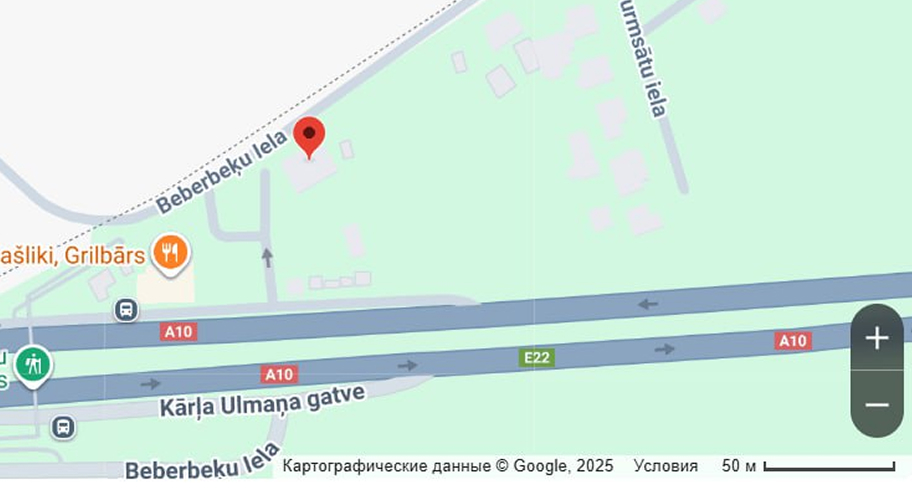 urmsātu iela
Beberbeķu Iela
ašliki, Grilbārs
A10
A10
E22
A10
u
s
Kārļa Ulmaņa gatve
Beberbeķu Iela
Картографические данные © Google, 2025 Условия 50 м